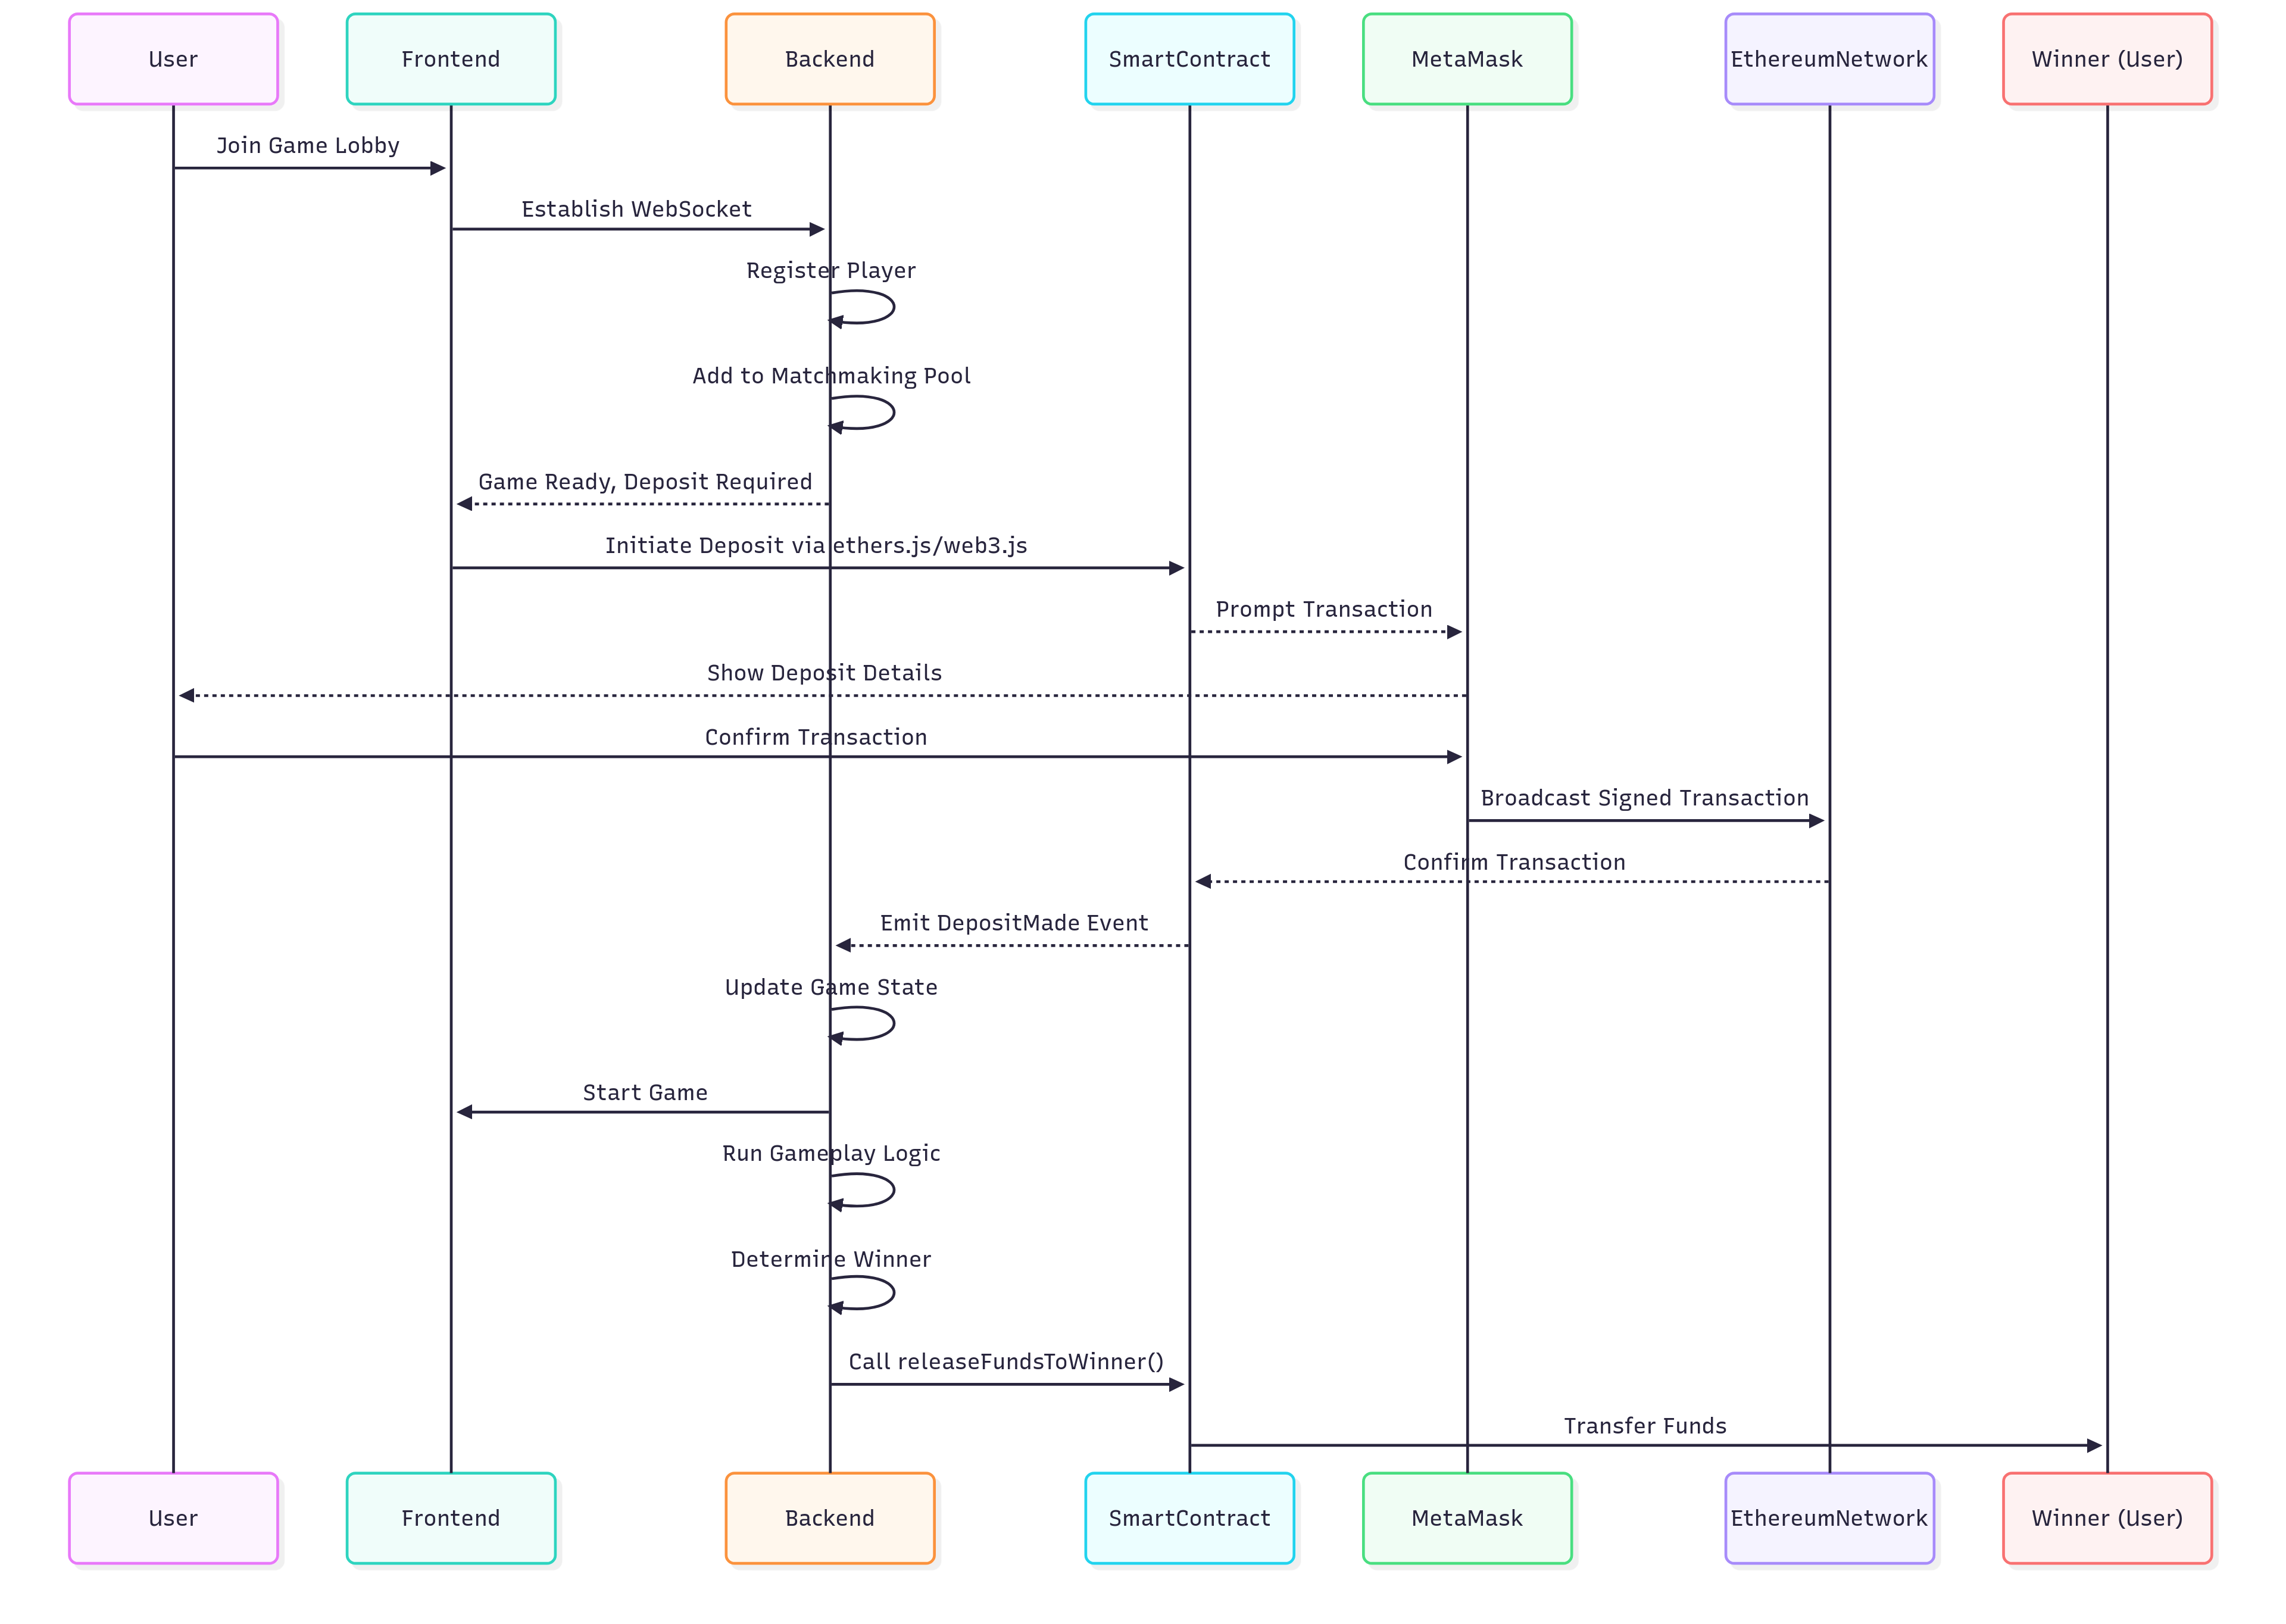 User
Frontend
Backend
SmartContract
MetaMask
EthereumNetwork
Winner (User)
Join Game Lobby
Establish WebSocket
Register Player
Add to Matchmaking Pool
Game Ready, Deposit Required
Initiate Deposit via ethers.js/web3.js
Prompt Transaction
Show Deposit Details
Confirm Transaction
Broadcast Signed Transaction
Confirm Transaction
Emit DepositMade Event
Update Game State
Start Game
Run Gameplay Logic
Determine Winner
Call releaseFundsToWinner()
Transfer Funds
User
Frontend
Backend
SmartContract
MetaMask
EthereumNetwork
Winner (User)